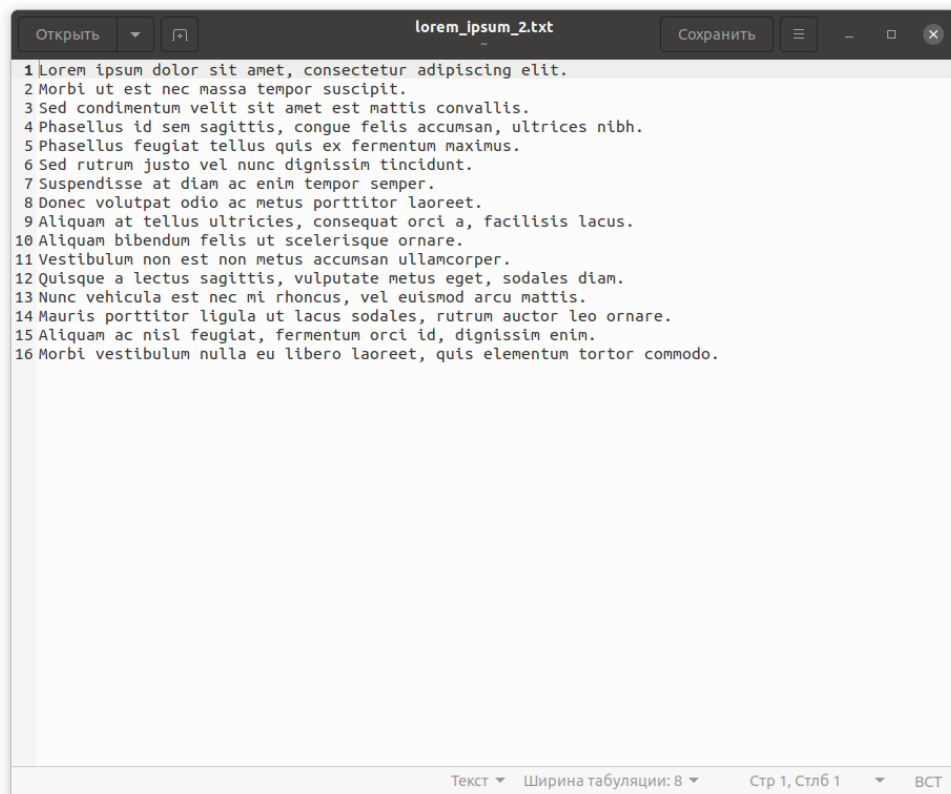 Открыть
lorem_ipsum_2.txt
~
Сохранить
1 Lorem ipsum dolor sit amet, consectetur adipiscing elit.
2 Morbi ut est nec massa tempor suscipit.
3 Sed condimentum velit sit amet est mattis convallis.
4 Phasellus id sem sagittis, congue felis accumsan, ultrices nibh.
5 Phasellus feugiat tellus quis ex fermentum maximus.
6 Sed rutrum justo vel nunc dignissim tincidunt.
7 Suspendisse at diam ac enim tempor semper.
8 Donec volutpat odio ac metus porttitor laoreet.
9 Aliquam at tellus ultricies, consequat orci a, facilisis lacus.
10 Aliquam bibendum felis ut scelerisque ornare.
11 Vestibulum non est non metus accumsan ullamcorper.
12 Quisque a lectus sagittis, vulputate metus eget, sodales diam.
13 Nunc vehicula est nec mi rhoncus, vel euismod arcu mattis.
14 Mauris porttitor ligula ut lacus sodales, rutrum auctor leo ornare.
15 Aliquam ac nisl feugiat, fermentum orci id, dignissim enim.
16 Morbi vestibulum nulla eu libero laoreet, quis elementum tortor commodo.
Текст Ширина табуляции: 8 Стр 1, Стлб 1 ВСТ